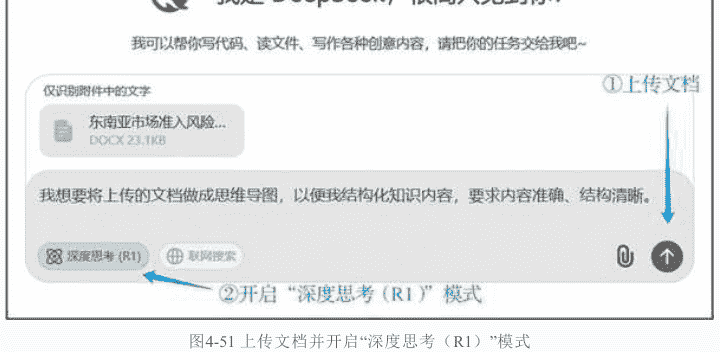 我可以帮你写代码、读文件、写作各种创意内容，请把你的任务交给我吧~
仅识别附件中的文字
①上传文档
东南亚市场准入风险...
DOCX 23.1KB
我想要将上传的文档做成思维导图，以便我结构化知识内容，要求内容准确、结构清晰。
深度思考 (R1)
联网搜索
②开启“深度思考（R1）”模式
图4-51 上传文档并开启“深度思考（R1）”模式